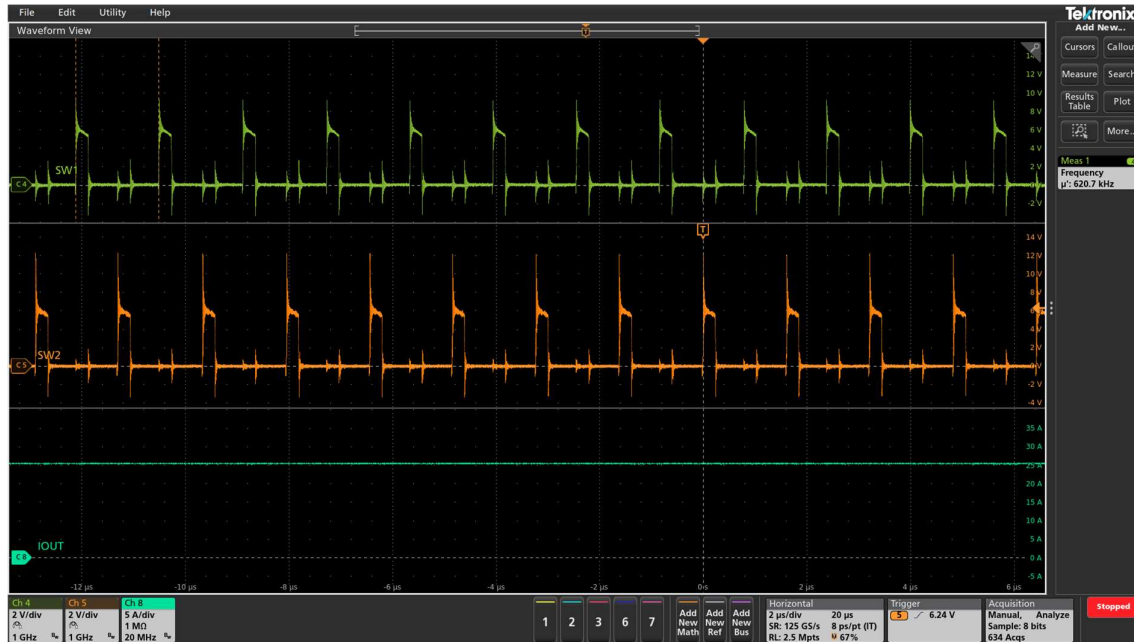 File Edit Utility Help
Tektronix
Waveform View
Add New...
Cursors
Callou
Measure
Search
Results Table
Plot
More...
Meas 1
Frequency
µ': 620.7 kHz
T
14 V
12 V
10 V
8 V
6 V
4 V
2 V
0 V
-2 V
C4
SW1
T
14 V
12 V
10 V
8 V
6 V
4 V
2 V
0 V
-2 V
-4 V
C5
SW2
35 A
30 A
25 A
20 A
15 A
10 A
5 A
0 A
-5 A
C8
IOUT
-12 µs -10 µs -8 µs -6 µs -4 µs -2 µs 0 s 2 µs 4 µs 6 µs
Ch 4
2 V/div
1 GHz
Ch 5
2 V/div
1 MΩ
1 GHz
Ch 8
5 A/div
1 MΩ
20 MHz
1 2 3 6 7
Add New Math
Add New Ref
Add New Bus
Horizontal
2 µs/div 20 µs
SR: 125 GS/s 8 ps/pt (IT)
RL: 2.5 Mpts 67%
Trigger
5 6.24 V
Acquisition
Manual, Analyze
Sample: 8 bits
634 Acqs
Stopped